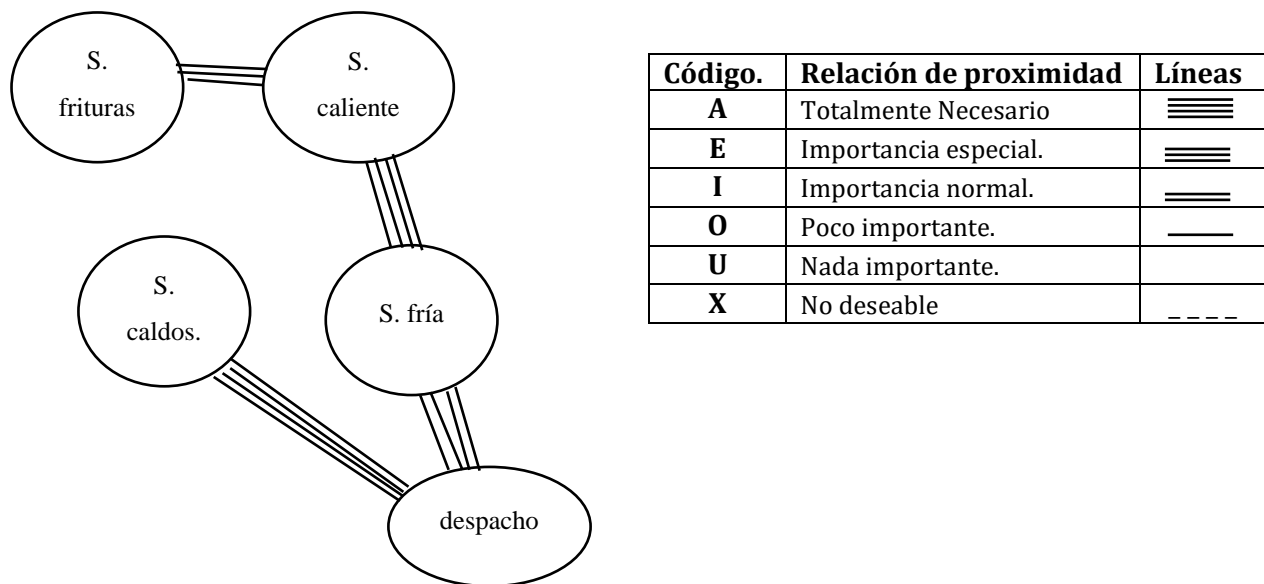 S.
frituras
S.
caliente
S.
caldos.
S. fría
despacho
Código. Relación de proximidad Líneas
A Totalmente Necesario
E Importancia especial.
I Importancia normal.
O Poco importante.
U Nada importante.
X No deseable